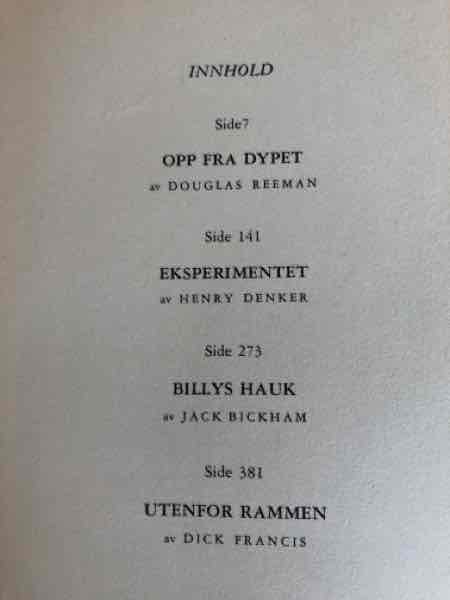 INNHOLD
Side7
OPP FRA DYPET
av DOUGLAS REEMAN
Side 141
EKSPERIMENTET
av HENRY DENKER
Side 273
BILLYS HAUK
av JACK BICKHAM
Side 381
UTENFOR RAMMEN
av DICK FRANCIS